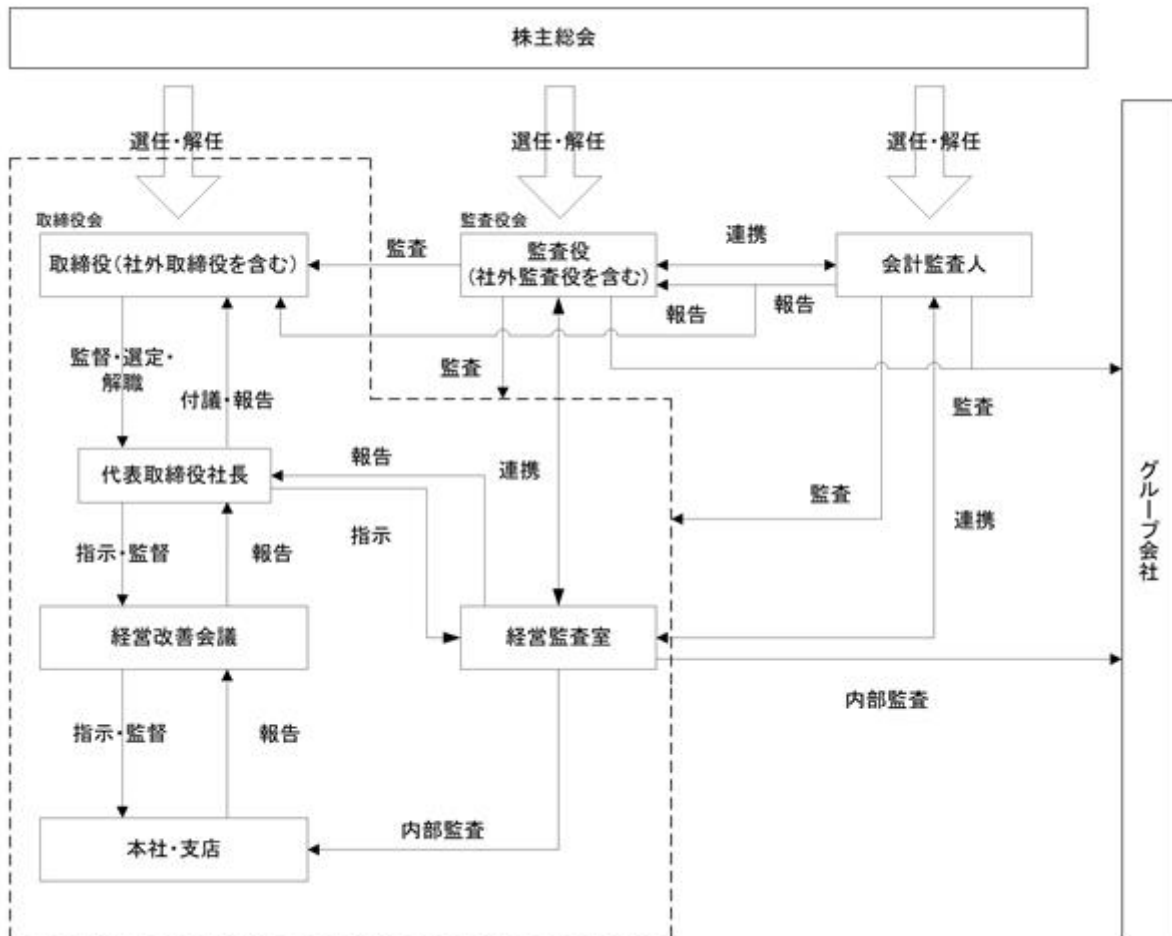 株主総会
選任・解任
選任・解任
選任・解任
取締役会
監査役会
取締役(社外取締役を含む)
監査
監査役
(社外監査役を含む)
連携
会計監査人
報告
報告
監督・選定・
解職
付議・報告
監査
監査
代表取締役社長
報告
連携
指示
監査
連携
グループ会社
指示・監督
報告
経営改善会議
経営監査室
内部監査
指示・監督
報告
本社・支店
内部監査